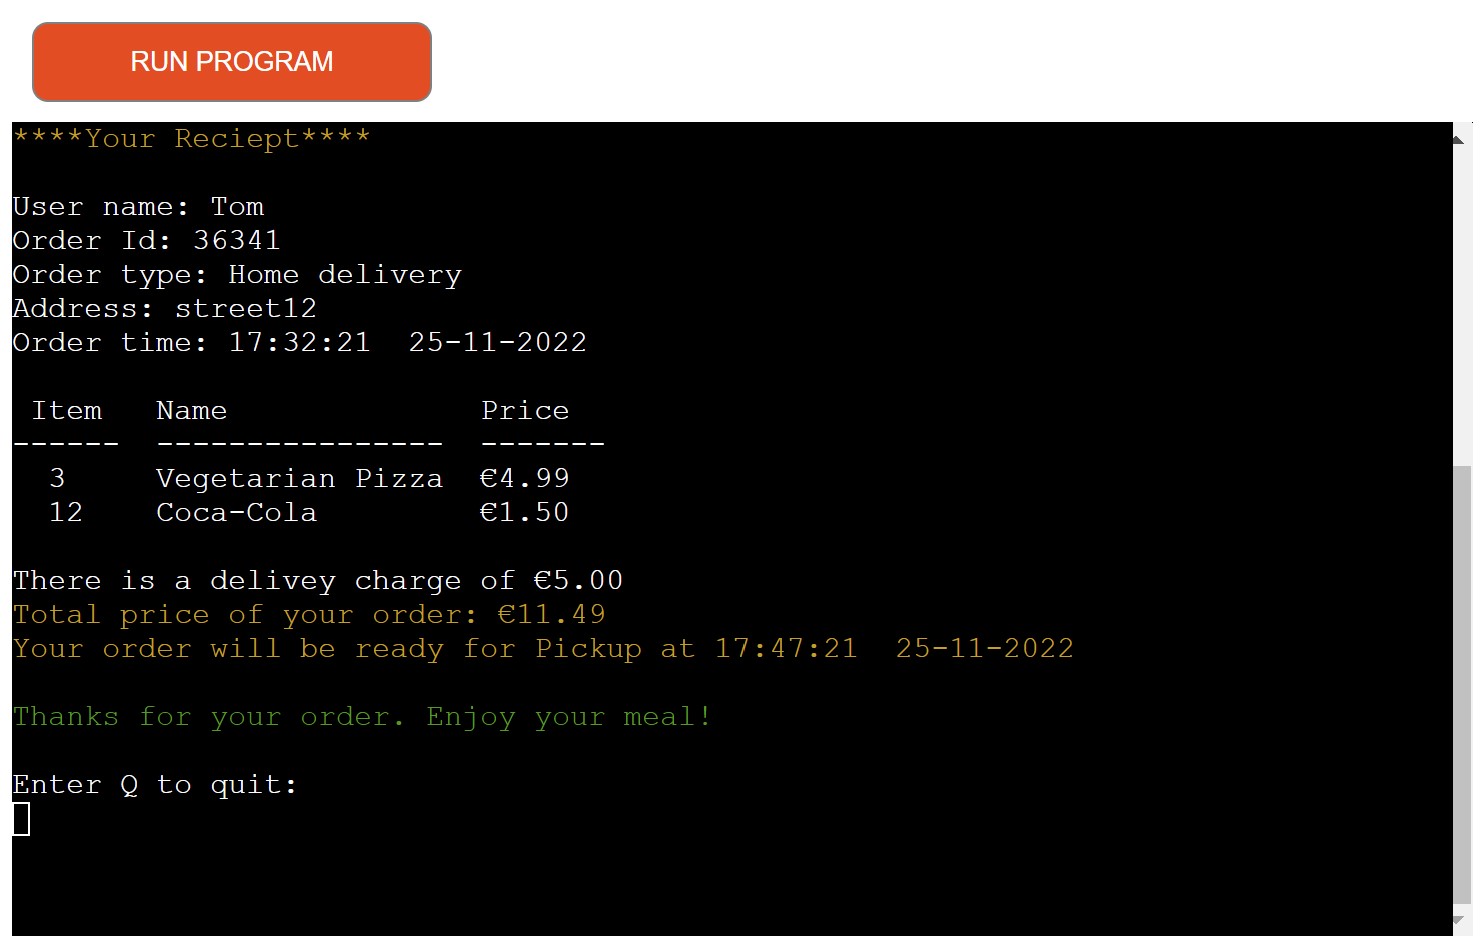 RUN PROGRAM
****Your Reciept****
User name: Tom
Order Id: 36341
Order type: Home delivery
Address: street12
Order time: 17:32:21  25-11-2022
Item   Name              Price
------  ----------------  -------
3     Vegetarian Pizza  €4.99
12    Coca-Cola         €1.50
There is a delivey charge of €5.00
Total price of your order: €11.49
Your order will be ready for Pickup at 17:47:21  25-11-2022
Thanks for your order. Enjoy your meal!
Enter Q to quit: